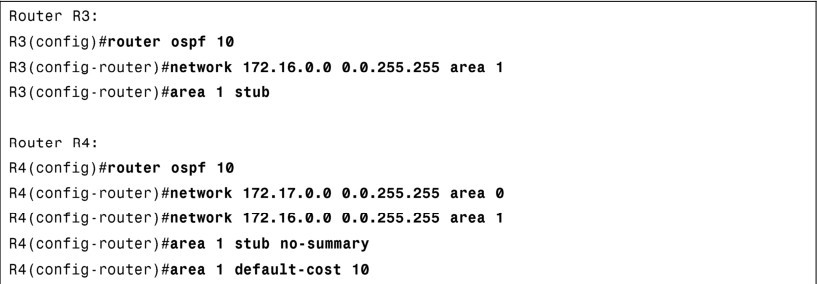 Router R3:
R3(config)#router ospf 10
R3(config-router)#network 172.16.0.0 0.0.255.255 area 1
R3(config-router)#area 1 stub
Router R4:
R4(config)#router ospf 10
R4(config-router)#network 172.17.0.0 0.0.255.255 area 0
R4(config-router)#network 172.16.0.0 0.0.255.255 area 1
R4(config-router)#area 1 stub no-summary
R4(config-router)#area 1 default-cost 10